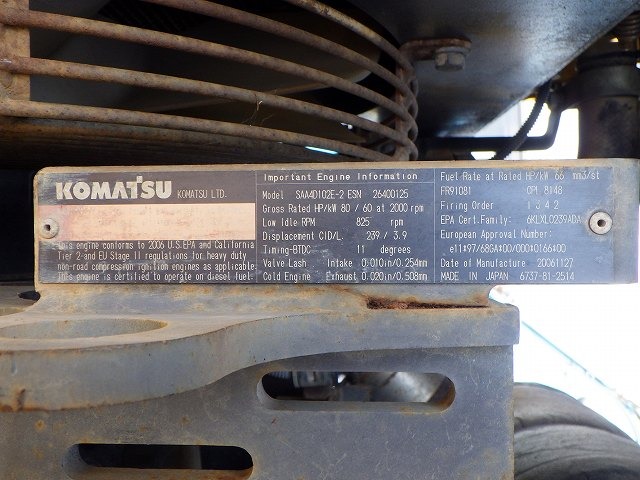 KOMATSU KOMATSU LTD.
This engine conforms to 2006 U.S.EPA and California
Tier 2 and EU Stage II regulations for heavy duty
non-road compression ignition engines as applicable.
This engine is certified to operate on diesel fuel.
Important Engine Information
Model SAA4D102E-2 ESN 26400125
Gross Rated HP/kW 80 / 60 at 2000 rpm
Low Idle RPM 825 rpm
Displacement CID/L 239 / 3.9
Timing-BTDC 11 degrees
Valve Lash Intake 0.010in/0.254mm
Cold Engine Exhaust 0.020in/0.508mm
Fuel Rate at Rated HP/kW 66 mm3/st
FR91081 CPL 8148
Firing Order 1 3 4 2
EPA Cert.Family: 6KLXL0239ADA
European Approval Number:
e11*97/68GA*00/000*0166*00
Date of Manufacture 20061127
MADE IN JAPAN 6737-81-2514